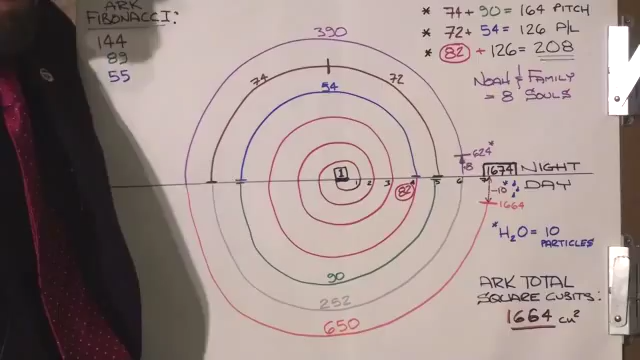 ARK
FIBONACCI:
144
89
55
* 74 + 90 = 164 PITCH
* 72 + 54 = 126 P/L
* 82 + 126 = 208
NOAH & FAMILY
= 8 SOULS
390
74
72
54
624*
8
1
1 2 3 4 5 6 7
82
1674
NIGHT
DAY
-10*
1664
*H2O = 10
PARTICLES
90
252
650
ARK TOTAL
SQUARE CUBITS:
1664 cu²